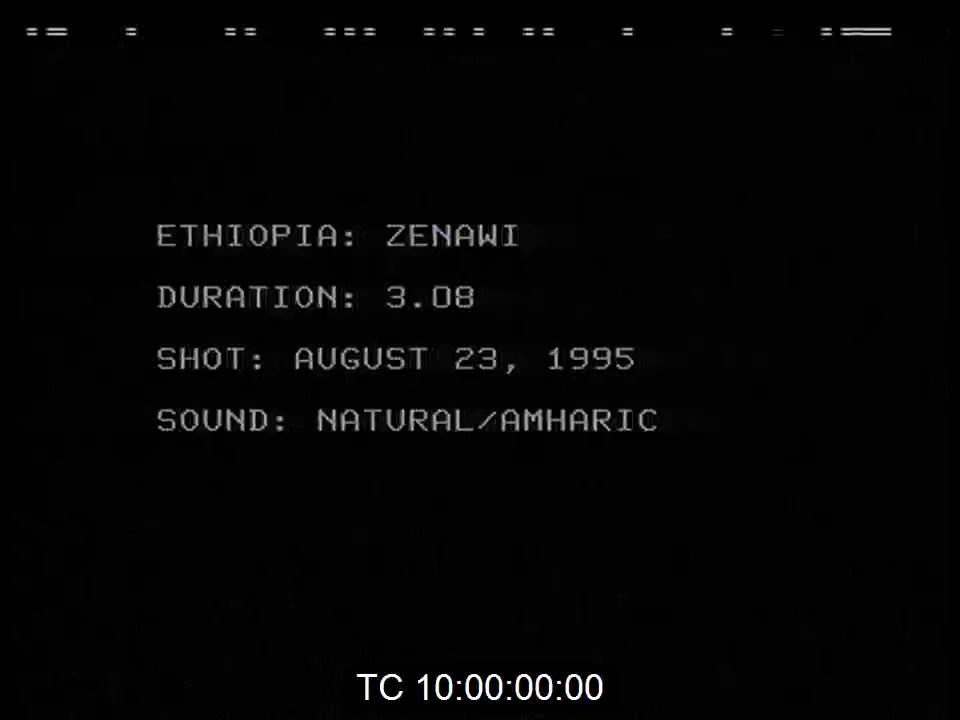 ETHIOPIA: ZENAWI
DURATION: 3.08
SHOT: AUGUST 23, 1995
SOUND: NATURAL/AMHARIC
TC 10:00:00:00